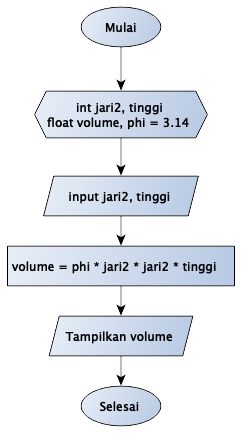 Mulai
int jari2, tinggi
float volume, phi = 3.14
input jari2, tinggi
volume = phi * jari2 * jari2 * tinggi
Tampilkan volume
Selesai